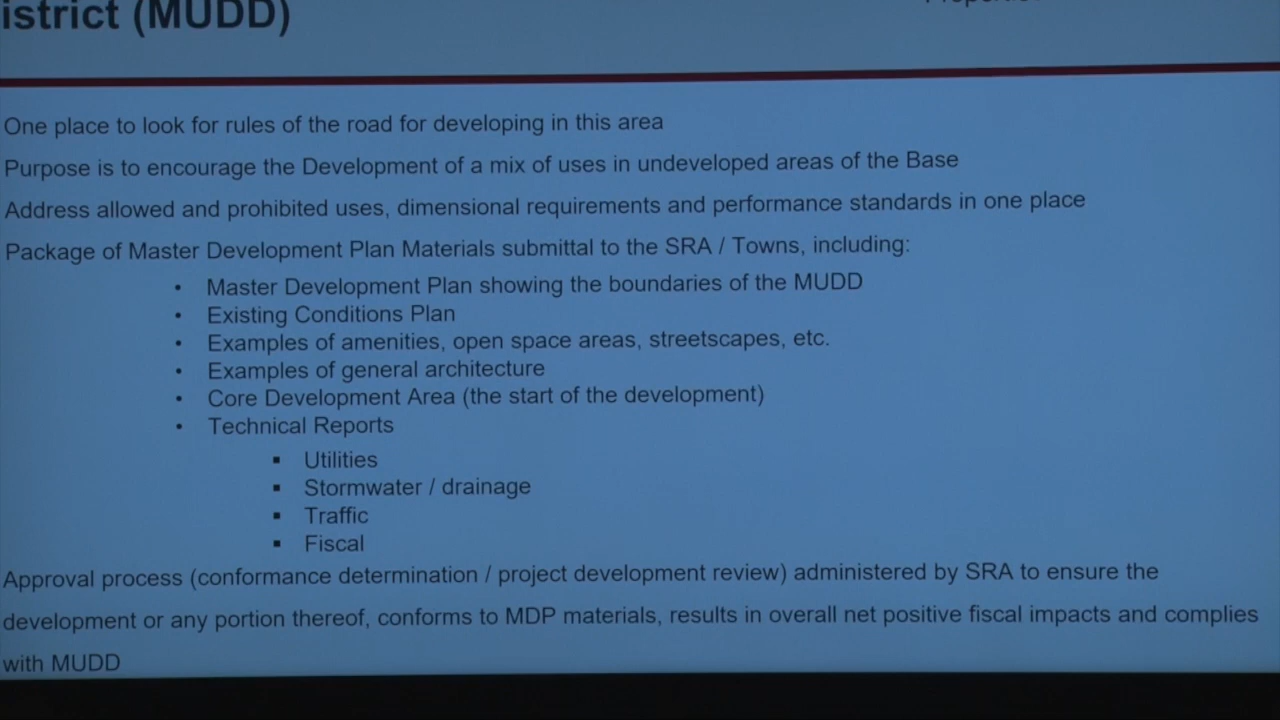 istrict (MUDD)
One place to look for rules of the road for developing in this area
Purpose is to encourage the Development of a mix of uses in undeveloped areas of the Base
Address allowed and prohibited uses, dimensional requirements and performance standards in one place
Package of Master Development Plan Materials submittal to the SRA / Towns, including:
• Master Development Plan showing the boundaries of the MUDD
• Existing Conditions Plan
• Examples of amenities, open space areas, streetscapes, etc.
• Examples of general architecture
• Core Development Area (the start of the development)
• Technical Reports
▪ Utilities
▪ Stormwater / drainage
▪ Traffic
▪ Fiscal
Approval process (conformance determination / project development review) administered by SRA to ensure the
development or any portion thereof, conforms to MDP materials, results in overall net positive fiscal impacts and complies
with MUDD